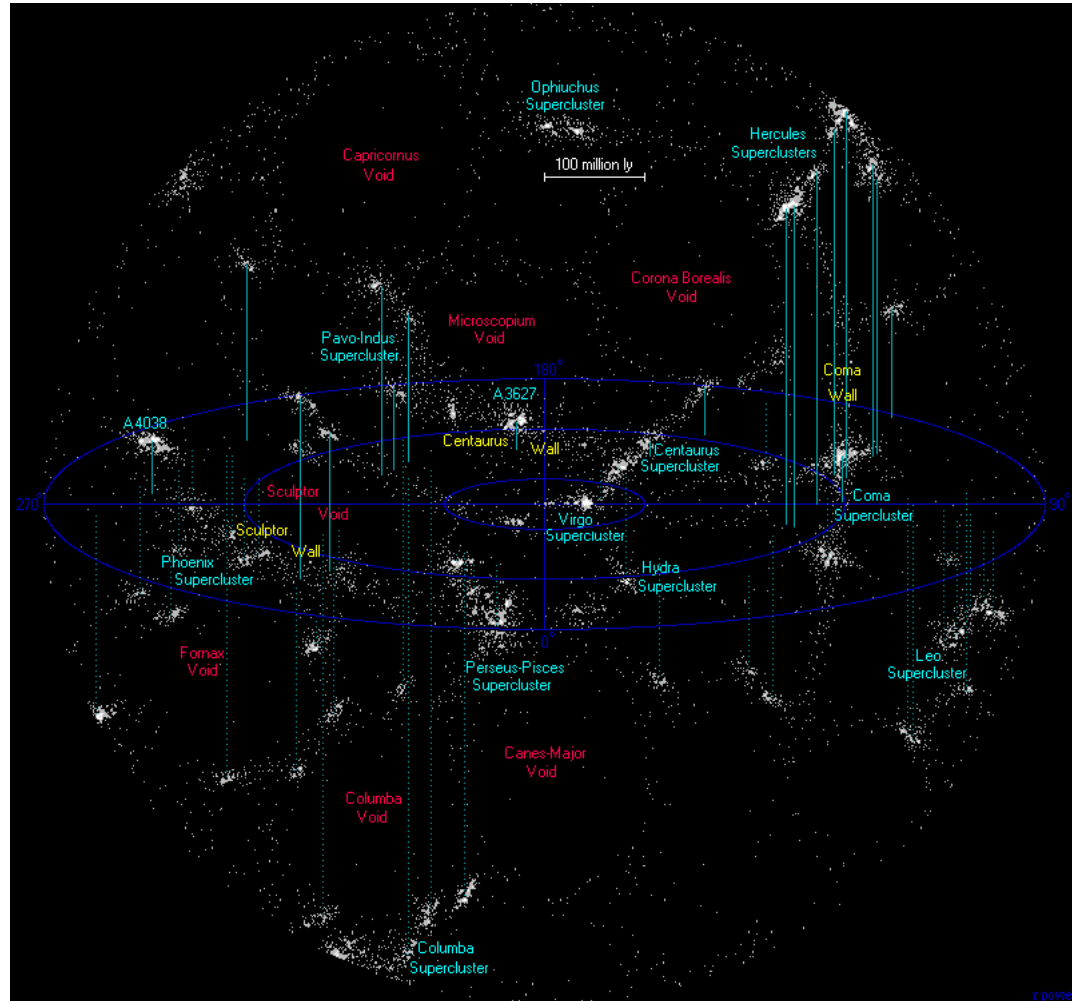 Ophiuchus
Supercluster
Hercules
Superclusters
Capricornus
Void
100 million ly
Corona Borealis
Void
Microscopium
Void
Pavo-Indus
Supercluster
180°
A3627
Coma
Wall
A4038
Centaurus
Wall
Centaurus
Supercluster
Sculptor
Void
270°
90°
Coma
Supercluster
Virgo
Supercluster
Sculptor
Wall
Phoenix
Supercluster
Hydra
Supercluster
0°
Fornax
Void
Perseus-Pisces
Supercluster
Leo
Supercluster
Canes-Major
Void
Columba
Void
Columba
Supercluster